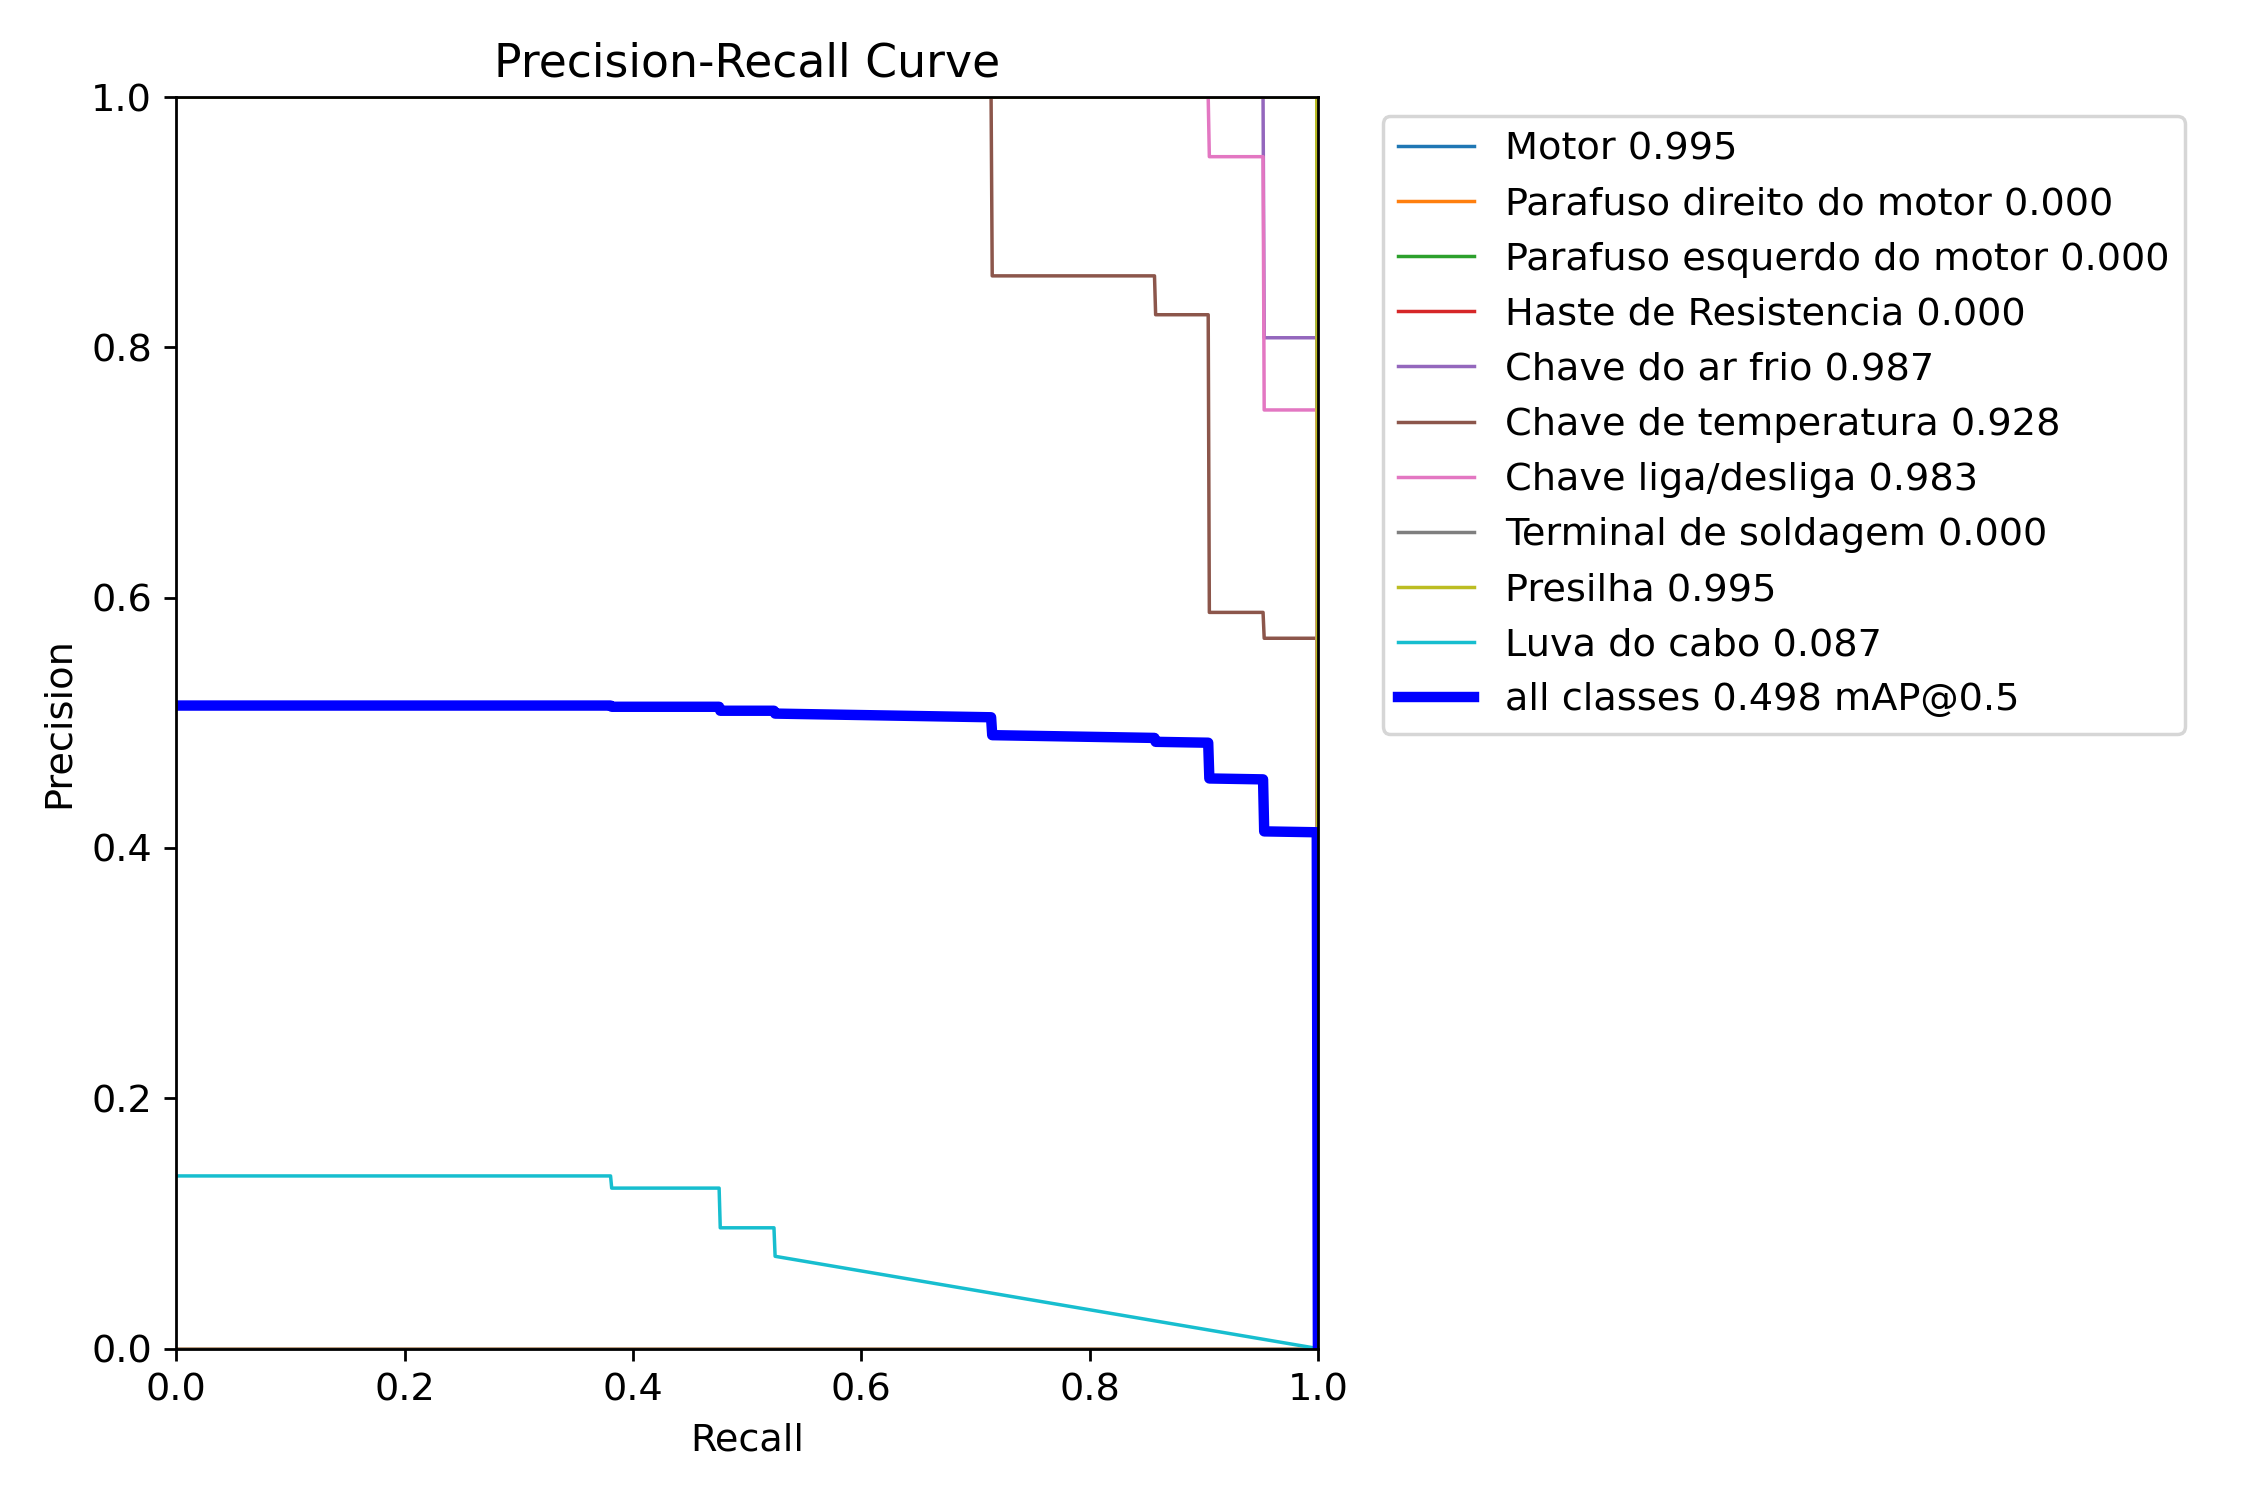 Precision-Recall Curve
1.0
0.8
0.6
0.4
0.2
0.0
Precision
0.0 0.2 0.4 0.6 0.8 1.0
Recall
Motor 0.995
Parafuso direito do motor 0.000
Parafuso esquerdo do motor 0.000
Haste de Resistencia 0.000
Chave do ar frio 0.987
Chave de temperatura 0.928
Chave liga/desliga 0.983
Terminal de soldagem 0.000
Presilha 0.995
Luva do cabo 0.087
all classes 0.498 mAP@0.5